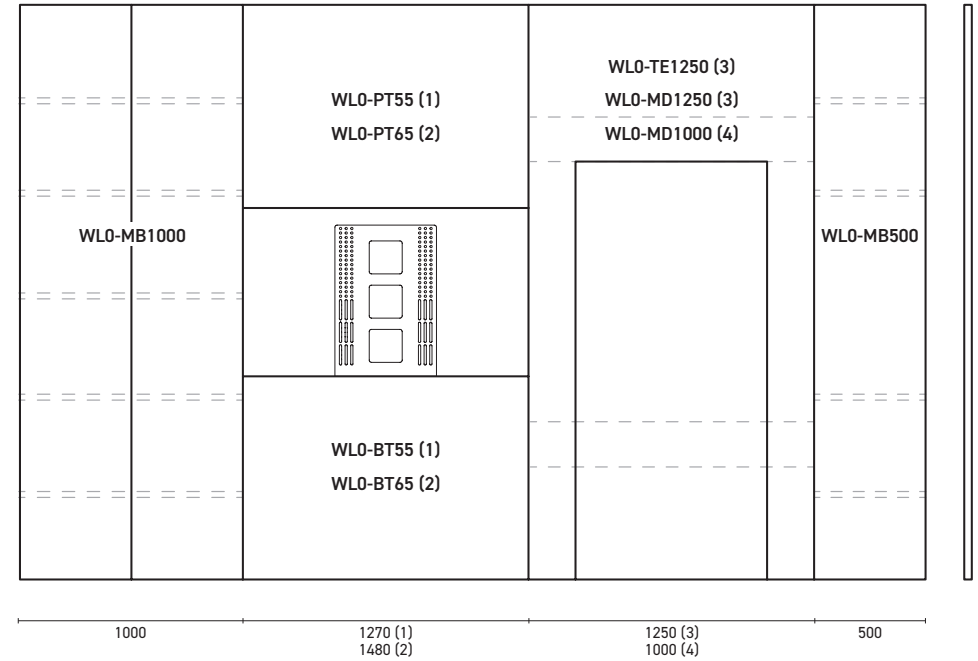 WL0-TE1250 (3)
WL0-PT55 (1)
WL0-MD1250 (3)
WL0-PT65 (2)
WL0-MD1000 (4)
WL0-MB1000
WL0-MB500
WL0-BT55 (1)
WL0-BT65 (2)
1000
1270 (1)
1250 (3)
500
1480 (2)
1000 (4)